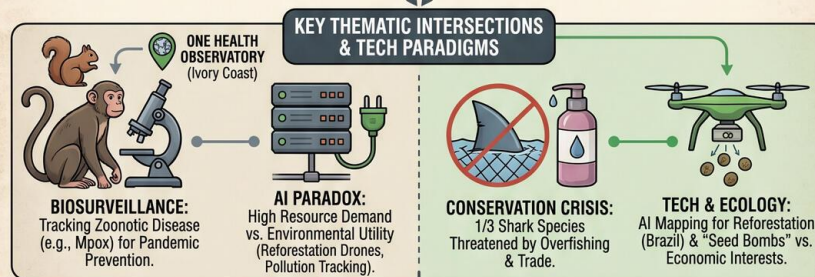 KEY THEMATIC INTERSECTIONS
& TECH PARADIGMS
ONE HEALTH
OBSERVATORY
(Ivory Coast)
BIOSURVEILLANCE:
Tracking Zoonotic Disease
(e.g., Mpox) for Pandemic
Prevention.
AI PARADOX:
High Resource Demand
vs. Environmental Utility
(Reforestation Drones,
Pollution Tracking).
CONSERVATION CRISIS:
1/3 Shark Species
Threatened by Overfishing
& Trade.
TECH & ECOLOGY:
AI Mapping for Reforestation
(Brazil) & "Seed Bombs" vs.
Economic Interests.